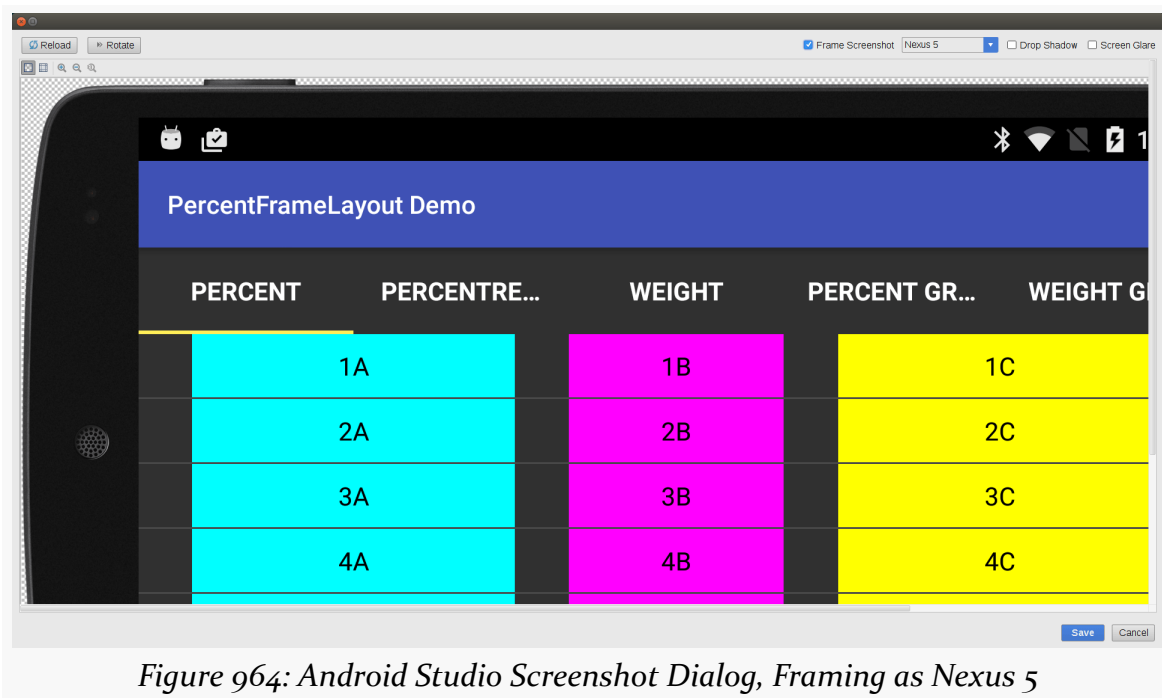 Reload Rotate Frame Screenshot Nexus 5 Drop Shadow Screen Glare
1
PercentFrameLayout Demo
PERCENT PERCENTRE... WEIGHT PERCENT GR... WEIGHT G
1A 1B 1C
2A 2B 2C
3A 3B 3C
4A 4B 4C
Save Cancel
Figure 964: Android Studio Screenshot Dialog, Framing as Nexus 5